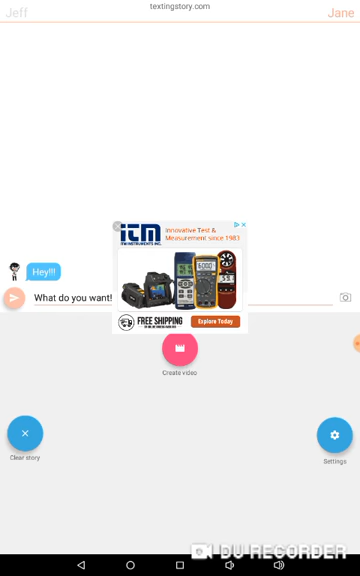 textingstory.com
Jeff
Jane
ITM
ITM INSTRUMENTS INC.
Innovative Test &
Measurement since 1983
Hey!!!
What do you want!
FREE SHIPPING
Explore Today
Create video
Clear story
Settings
DU RECORDER